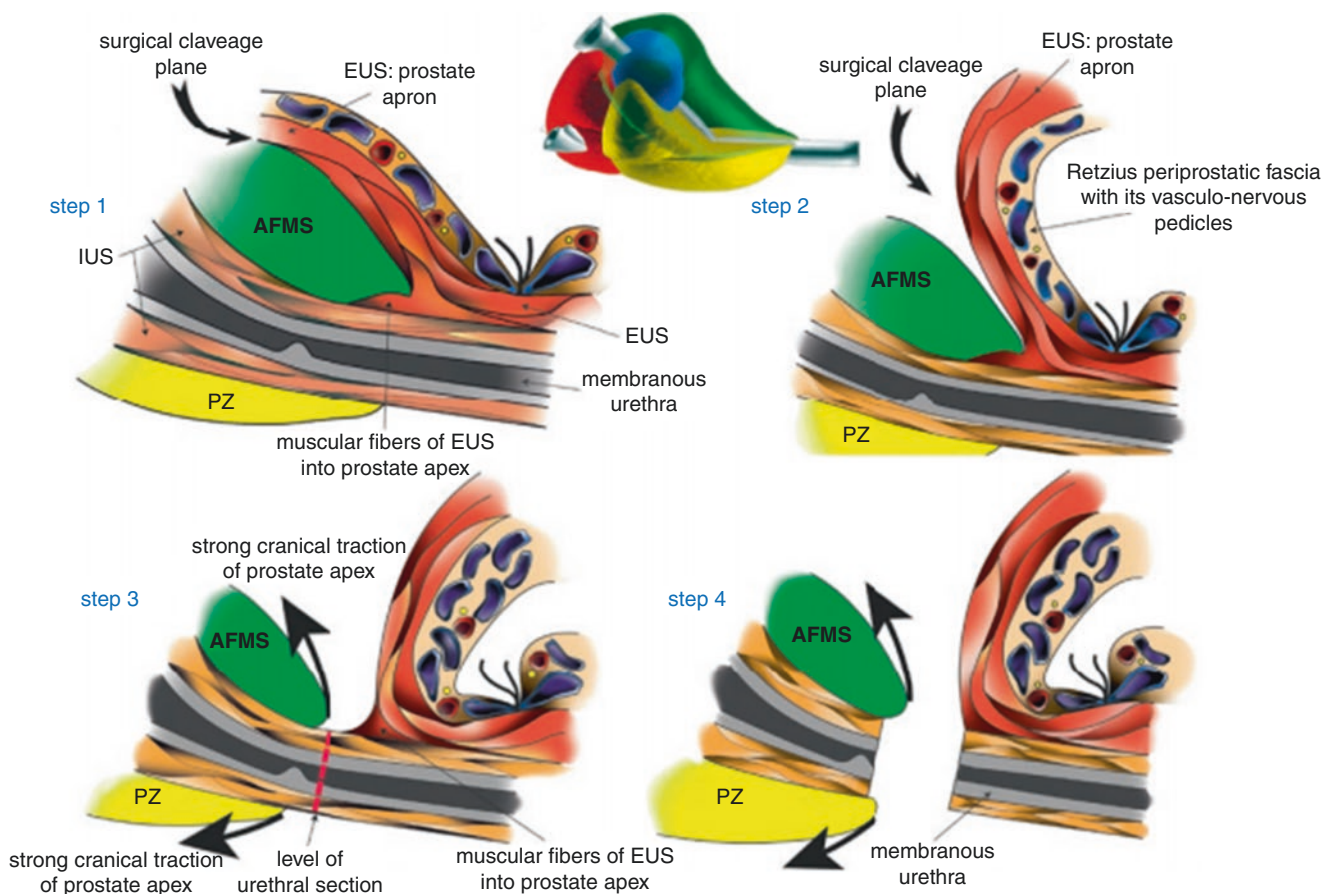 surgical claveage
plane
EUS: prostate
apron
step 1
AFMS
IUS
EUS
PZ
membranous
urethra
muscular fibers of EUS
into prostate apex
EUS: prostate
apron
surgical claveage
plane
step 2
Retzius periprostatic fascia
with its vasculo-nervous
pedicles
AFMS
PZ
strong cranical traction
of prostate apex
step 3
AFMS
PZ
strong cranical traction
of prostate apex
level of
urethral section
muscular fibers of EUS
into prostate apex
step 4
AFMS
PZ
membranous
urethra